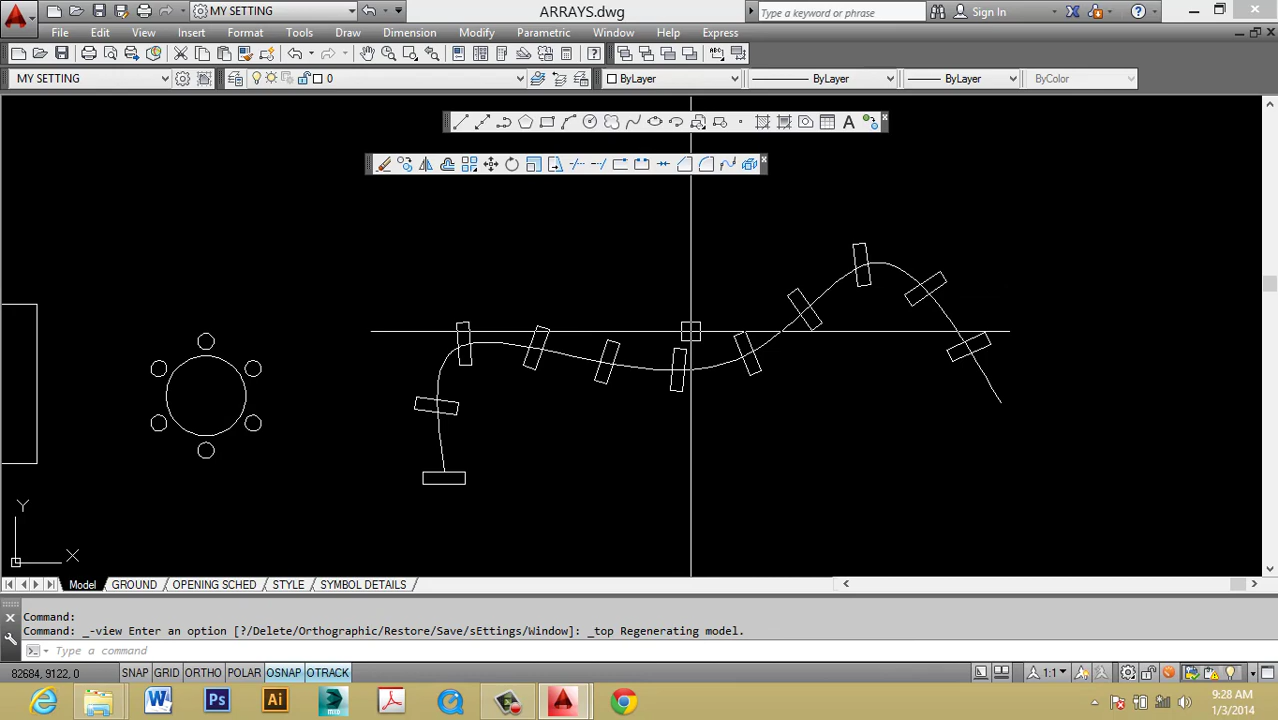 MY SETTING
ARRAYS.dwg
Type a keyword or phrase
Sign In
File Edit View Insert Format Tools Draw Dimension Modify Parametric Window Help Express
MY SETTING
0
ByLayer
ByLayer
ByLayer
ByColor
A
Y
X
Model GROUND OPENING SCHED STYLE SYMBOL DETAILS
Command:
Command: _-view Enter an option [?/Delete/Orthographic/Restore/Save/sEttings/Window]: _top Regenerating model.
Type a command
82684, 9122, 0
SNAP GRID ORTHO POLAR OSNAP OTRACK
1:1
Ps
Ai
9:28 AM
1/3/2014